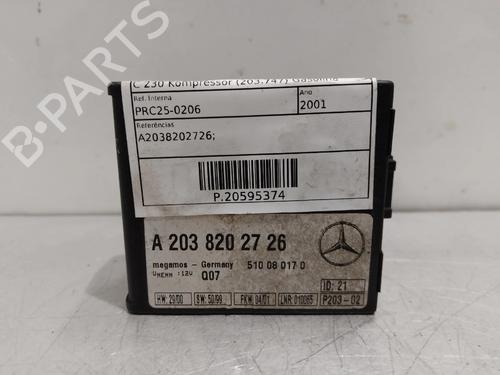 C 230 Kompressor (203.747) Gasolina
Ref. Interna
PRC25-0206
Ano
2001
Referências
A2038202726;
P.20595374
A 203 820 27 26
megamos - Germany 510 08 017 0
UNENN :12V Q07
ID: 21
HW: 29/00 SW: 50/99 FKW 04/01 LNR: 010065 P203-02
B-Parts